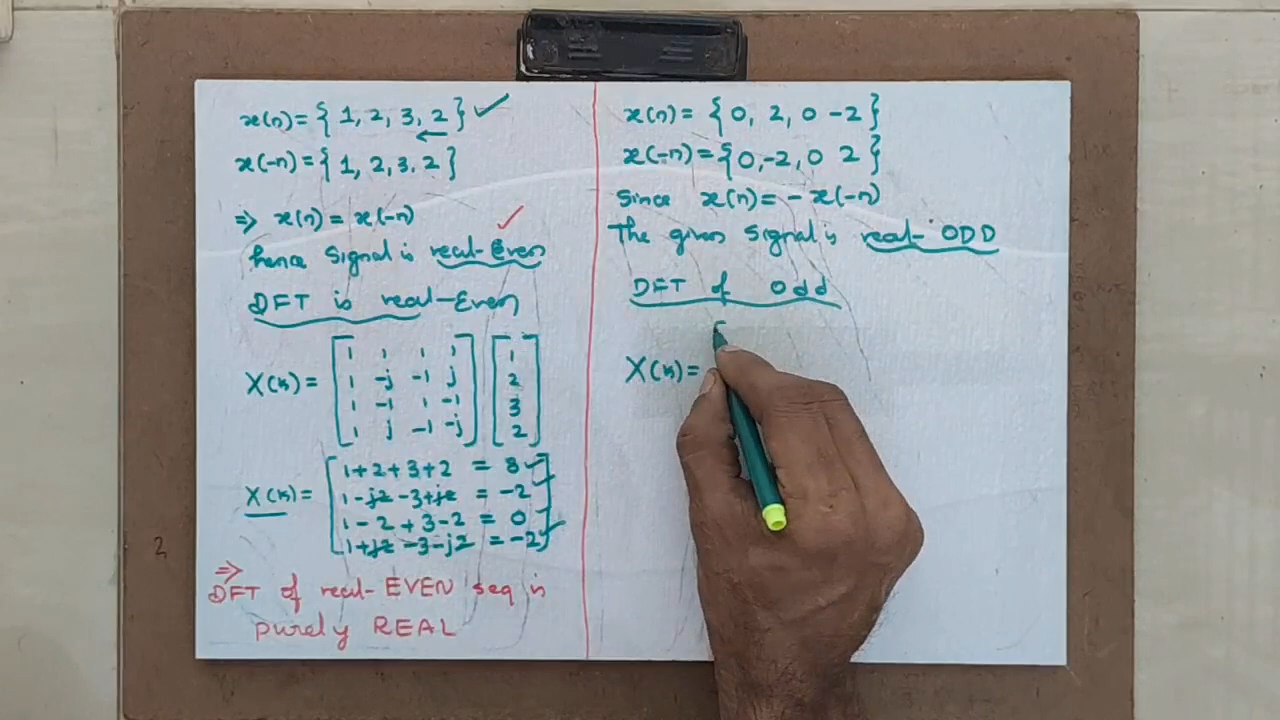 x(n) = { 1, 2, 3, 2 } ✓
x(-n) = { 1, 2, 3, 2 }
⇒ x(n) = x(-n)
hence Signal is real-Even
DFT is real-Even
X(k) = [ 1 1 1 1 ] [ 1 ]
1 -j -1 j 2
1 -1 1 -1 3
1 j -1 -j 2
X(k) = [ 1+2+3+2 = 8 ]
1-j2-3+j2 = -2
1-2+3-2 = 0
1+j2-3-j2 = -2
⇒
DFT of real-EVEN seq is
purely REAL
x(n) = { 0, 2, 0 -2 }
x(-n) = { 0, -2, 0 2 }
Since x(n) = - x(-n)
The given Signal is real- ODD
DFT of Odd
X(k) =